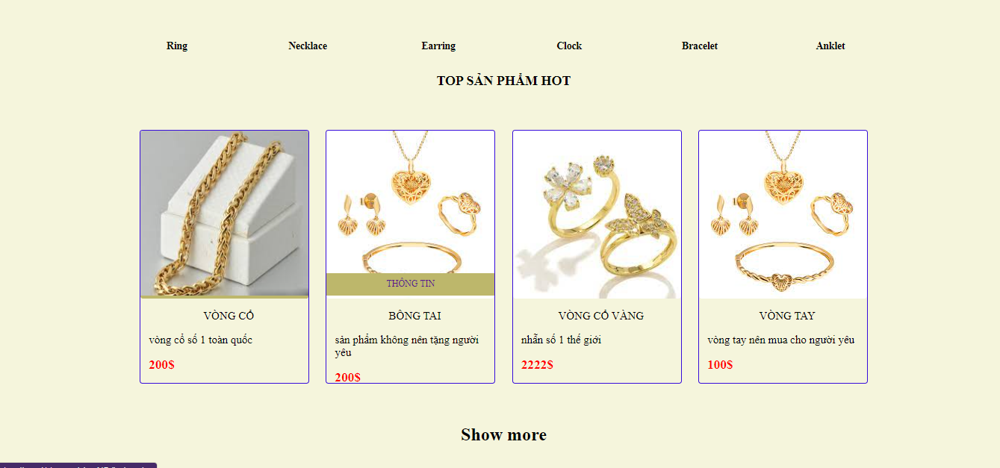 Ring Necklace Earring Clock Bracelet Anklet
TOP SẢN PHẨM HOT
THÔNG TIN
VÒNG CỔ
vòng cổ số 1 toàn quốc
200$
BÔNG TAI
sản phẩm không nên tặng người
yêu
200$
VÒNG CỔ VÀNG
nhẫn số 1 thế giới
2222$
VÒNG TAY
vòng tay nên mua cho người yêu
100$
Show more